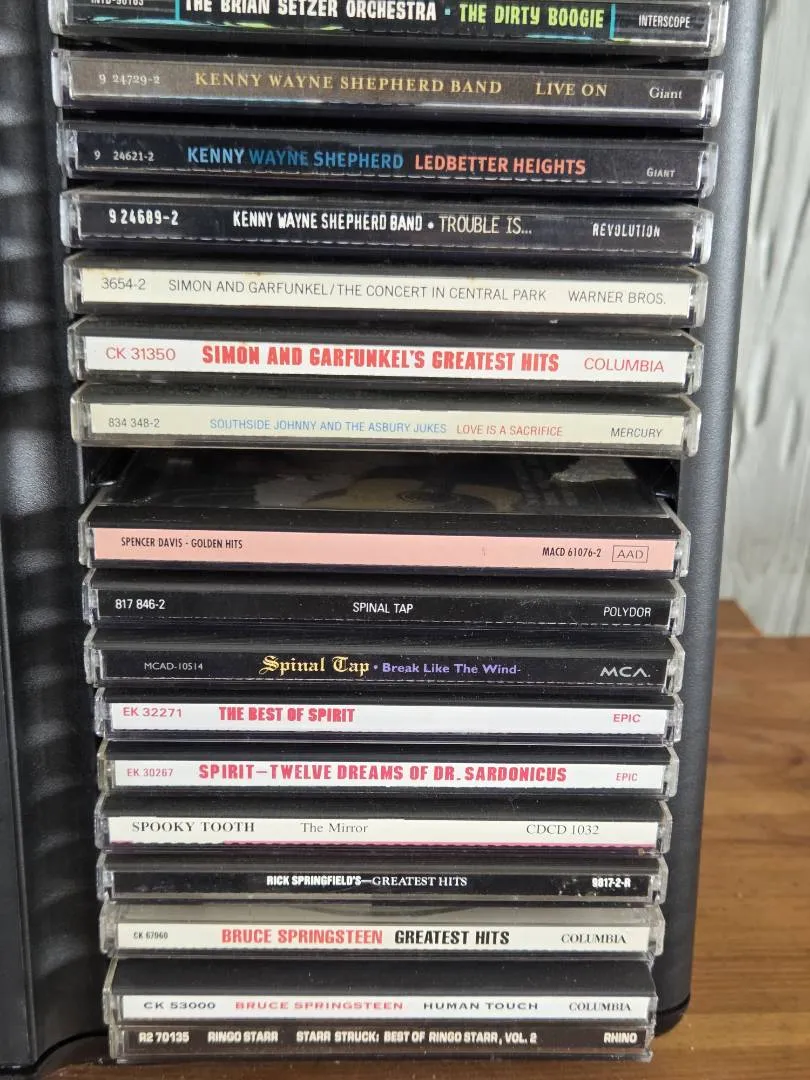 INTD-90183 THE BRIAN SETZER ORCHESTRA · THE DIRTY BOOGIE INTERSCOPE
9 24729-2 KENNY WAYNE SHEPHERD BAND LIVE ON Giant
9 24621-2 KENNY WAYNE SHEPHERD LEDBETTER HEIGHTS GIANT
9 24689-2 KENNY WAYNE SHEPHERD BAND • TROUBLE IS... REVOLUTION
3654-2 SIMON AND GARFUNKEL/THE CONCERT IN CENTRAL PARK WARNER BROS.
CK 31350 SIMON AND GARFUNKEL'S GREATEST HITS COLUMBIA
834 348-2 SOUTHSIDE JOHNNY AND THE ASBURY JUKES LOVE IS A SACRIFICE MERCURY
SPENCER DAVIS - GOLDEN HITS MACD 61076-2 AAD
817 846-2 SPINAL TAP POLYDOR
MCAD-10514 Spinal Tap • Break Like The Wind- MCA.
EK 32271 THE BEST OF SPIRIT EPIC
EK 30267 SPIRIT—TWELVE DREAMS OF DR. SARDONICUS EPIC
SPOOKY TOOTH The Mirror CDCD 1032
RICK SPRINGFIELD'S—GREATEST HITS 9817-2-R
CK 67060 BRUCE SPRINGSTEEN GREATEST HITS COLUMBIA
CK 53000 BRUCE SPRINGSTEEN HUMAN TOUCH COLUMBIA
R2 70135 RINGO STARR STARR STRUCK: BEST OF RINGO STARR, VOL. 2 RHINO